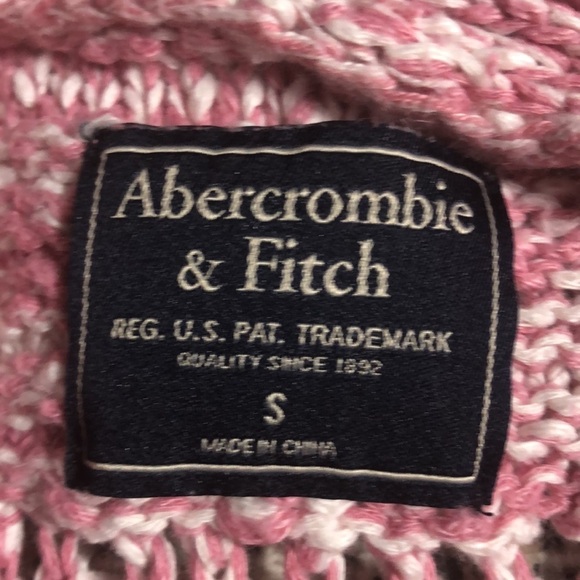 Abercrombie
& Fitch
REG. U.S. PAT. TRADEMARK
QUALITY SINCE 1892
S
MADE IN CHINA